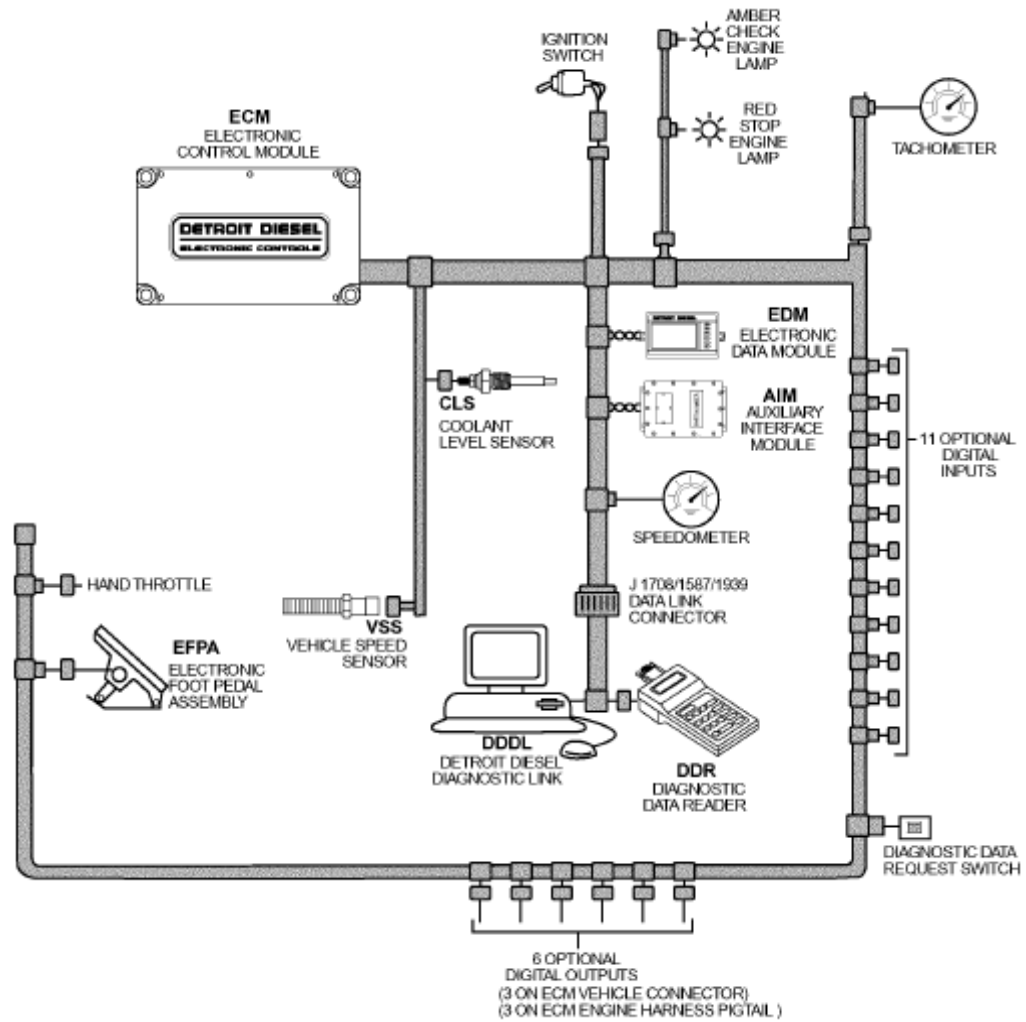 AMBER
CHECK
ENGINE
LAMP
IGNITION
SWITCH
RED
STOP
ENGINE
LAMP
TACHOMETER
ECM
ELECTRONIC
CONTROL MODULE
DETROIT DIESEL
ELECTRONIC CONTROLS
EDM
ELECTRONIC
DATA MODULE
DETROIT DIESEL
AIM
AUXILIARY
INTERFACE
MODULE
CLS
COOLANT
LEVEL SENSOR
11 OPTIONAL
DIGITAL
INPUTS
SPEEDOMETER
HAND THROTTLE
J 1708/1587/1939
DATA LINK
CONNECTOR
VSS
VEHICLE SPEED
SENSOR
EFPA
ELECTRONIC
FOOT PEDAL
ASSEMBLY
DDDL
DETROIT DIESEL
DIAGNOSTIC LINK
DDR
DIAGNOSTIC
DATA READER
DIAGNOSTIC DATA
REQUEST SWITCH
6 OPTIONAL
DIGITAL OUTPUTS
(3 ON ECM VEHICLE CONNECTOR)
(3 ON ECM ENGINE HARNESS PIGTAIL )